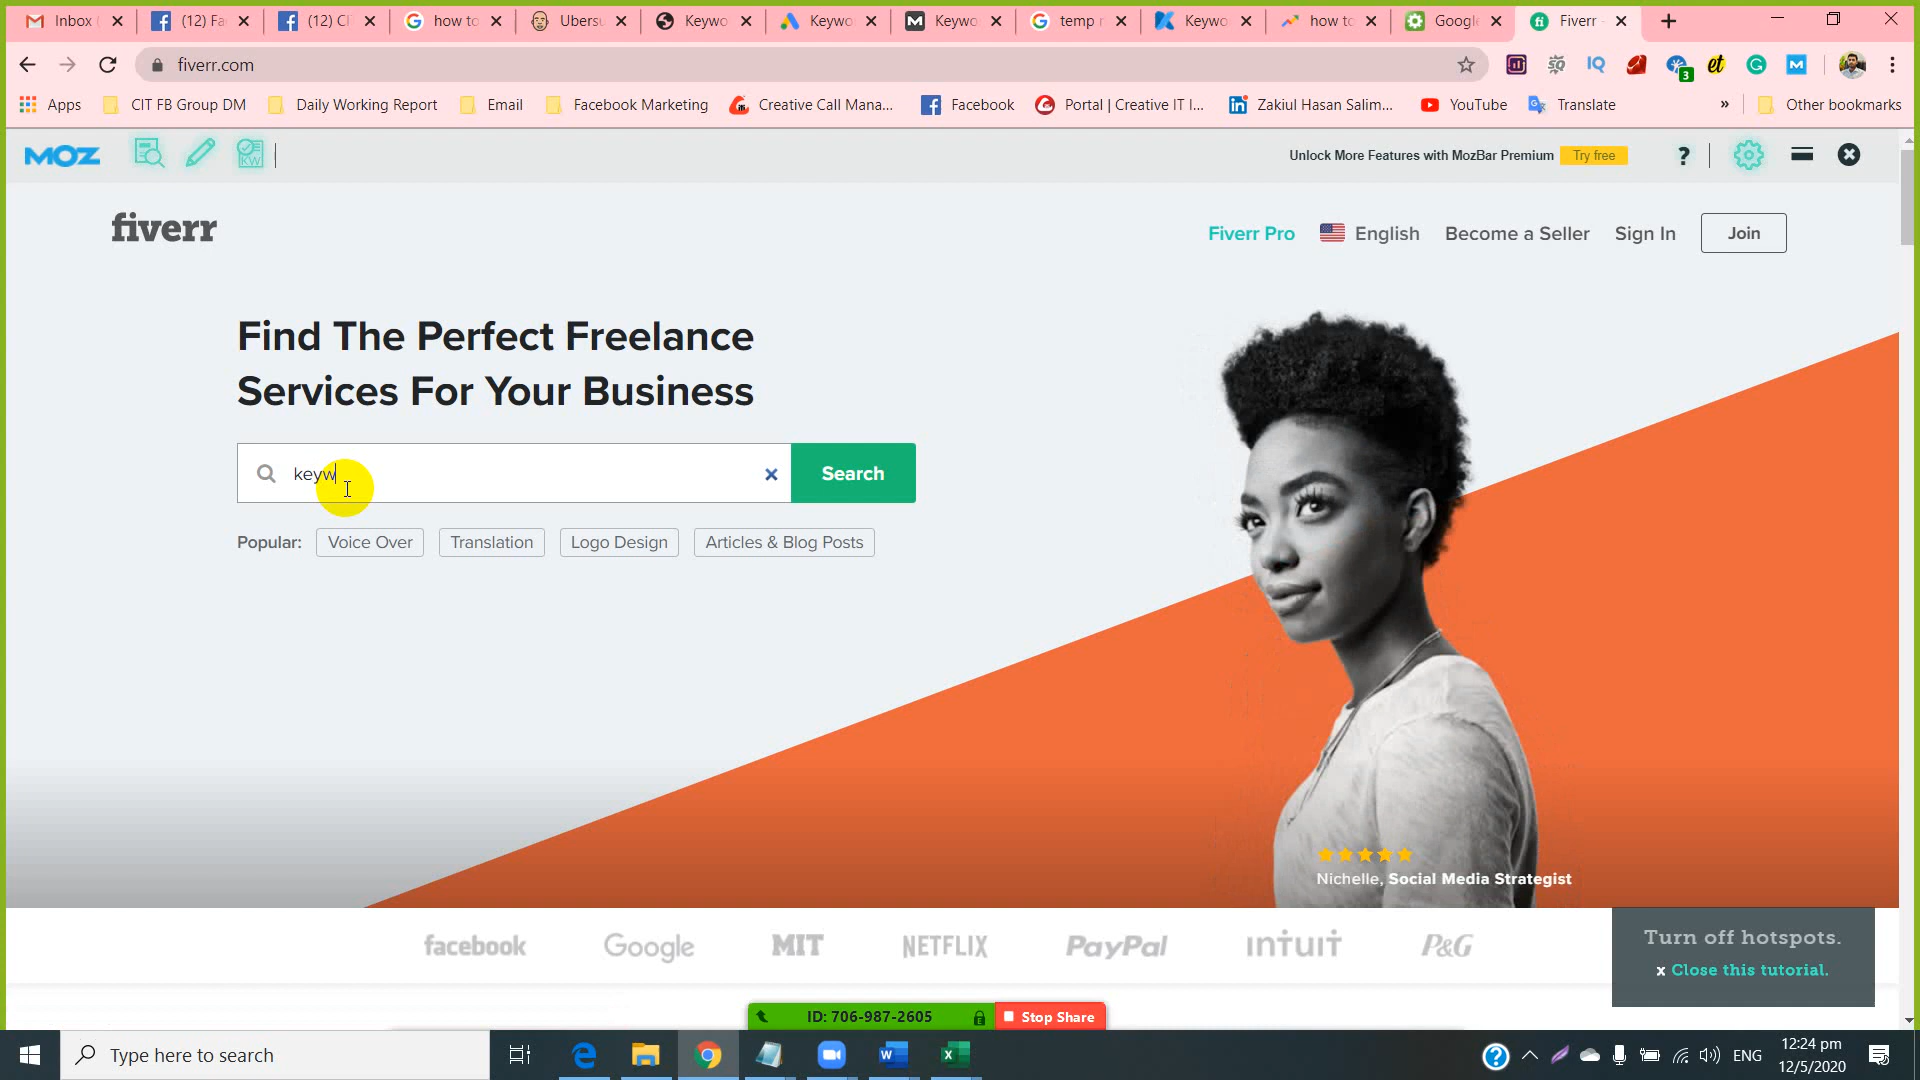 Inbox (
(12) Fa
(12) CI
how to
Ubersu
Keywo
Keywo
Keywo
temp r
Keywo
how to
Google
Fiverr
fiverr.com
Apps
CIT FB Group DM
Daily Working Report
Email
Facebook Marketing
Creative Call Mana...
Facebook
Portal | Creative IT I...
Zakiul Hasan Salim...
YouTube
Translate
»
Other bookmarks
MOZ
KW
Unlock More Features with MozBar Premium
Try free
?
fiverr
Fiverr Pro
English
Become a Seller
Sign In
Join
Find The Perfect Freelance
Services For Your Business
keyw
Search
Popular:
Voice Over
Translation
Logo Design
Articles & Blog Posts
Nichelle, Social Media Strategist
facebook
Google
MIT
NETFLIX
PayPal
intuit
P&G
Turn off hotspots.
x Close this tutorial.
ID: 706-987-2605
Stop Share
Type here to search
ENG
12:24 pm
12/5/2020